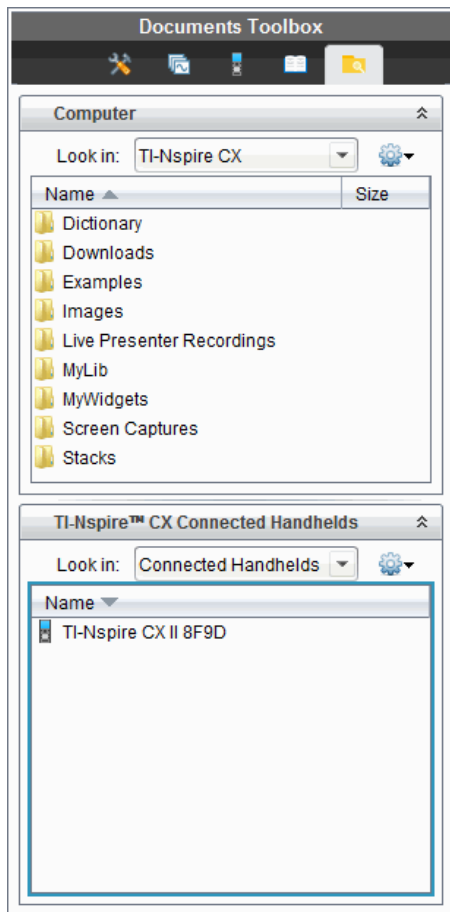 Documents Toolbox
Computer
Look in: TI-Nspire CX
Name Size
Dictionary
Downloads
Examples
Images
Live Presenter Recordings
MyLib
MyWidgets
Screen Captures
Stacks
TI-Nspire™ CX Connected Handhelds
Look in: Connected Handhelds
Name
TI-Nspire CX II 8F9D